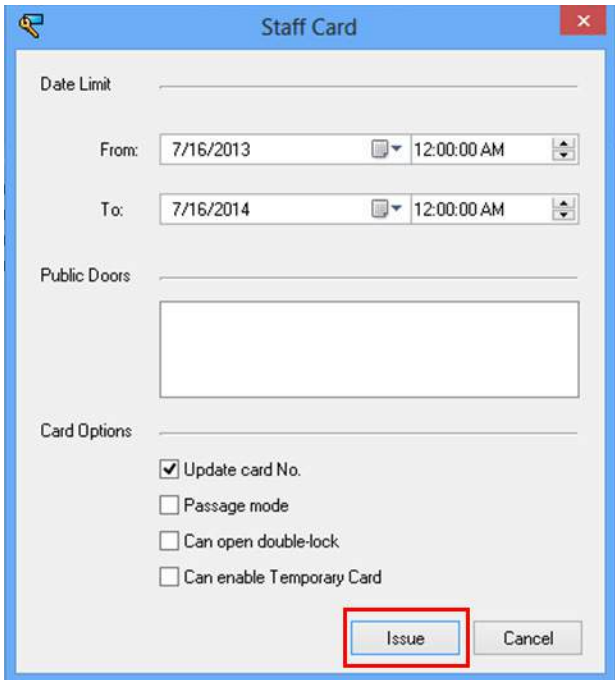 Staff Card
Date Limit
From: 7/16/2013 12:00:00 AM
To: 7/16/2014 12:00:00 AM
Public Doors
Card Options
Update card No.
Passage mode
Can open double-lock
Can enable Temporary Card
Issue Cancel